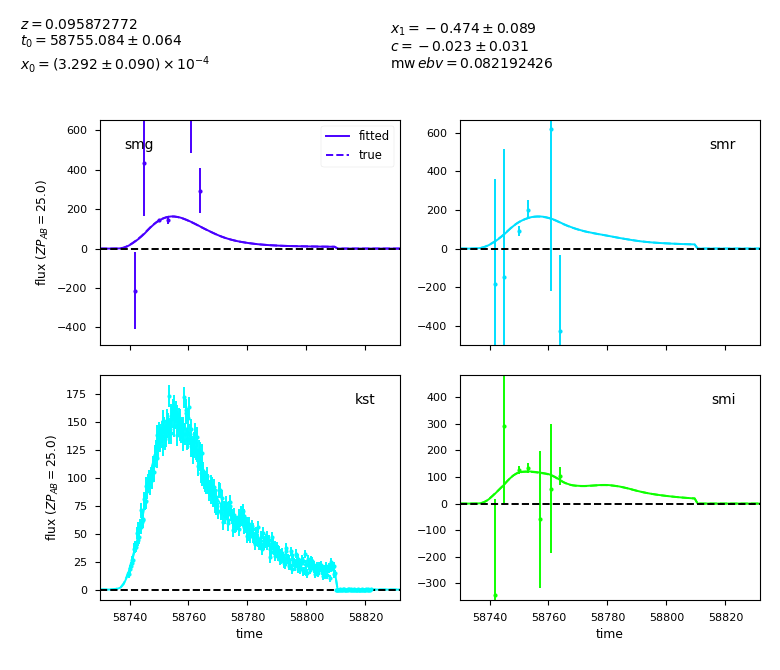 z = 0.095872772
t₀ = 58755.084 ± 0.064
x₀ = (3.292 ± 0.090) × 10⁻⁴
x₁ = −0.474 ± 0.089
c = −0.023 ± 0.031
mw ebv = 0.082192426
600
400
200
0
−200
−400
flux (ZP_AB = 25.0)
smg
fitted
true
600
400
200
0
−200
−400
smr
175
150
125
100
75
50
25
0
flux (ZP_AB = 25.0)
kst
58740 58760 58780 58800 58820
time
400
300
200
100
0
−100
−200
−300
smi
58740 58760 58780 58800 58820
time